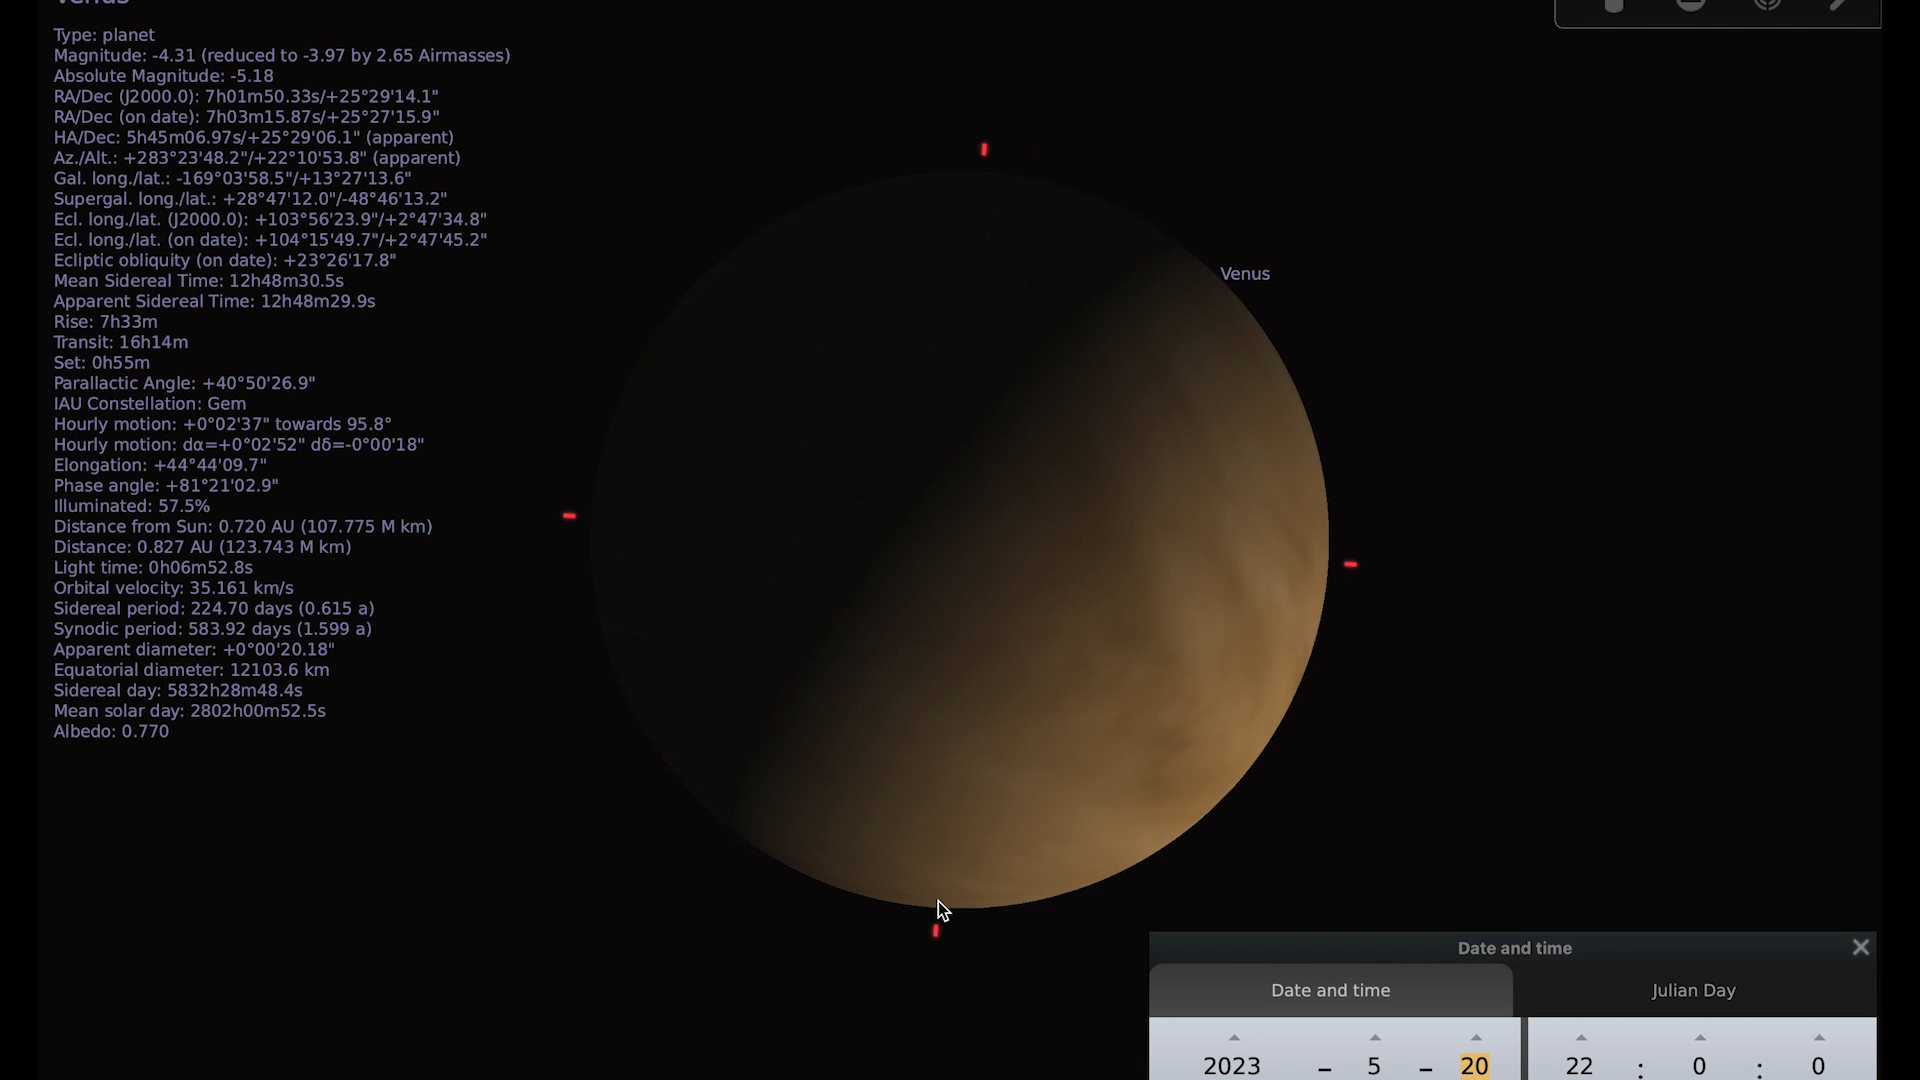 Venus
Type: planet
Magnitude: -4.31 (reduced to -3.97 by 2.65 Airmasses)
Absolute Magnitude: -5.18
RA/Dec (J2000.0): 7h01m50.33s/+25°29'14.1"
RA/Dec (on date): 7h03m15.87s/+25°27'15.9"
HA/Dec: 5h45m06.97s/+25°29'06.1" (apparent)
Az./Alt.: +283°23'48.2"/+22°10'53.8" (apparent)
Gal. long./lat.: -169°03'58.5"/+13°27'13.6"
Supergal. long./lat.: +28°47'12.0"/-48°46'13.2"
Ecl. long./lat. (J2000.0): +103°56'23.9"/+2°47'34.8"
Ecl. long./lat. (on date): +104°15'49.7"/+2°47'45.2"
Ecliptic obliquity (on date): +23°26'17.8"
Mean Sidereal Time: 12h48m30.5s
Apparent Sidereal Time: 12h48m29.9s
Rise: 7h33m
Transit: 16h14m
Set: 0h55m
Parallactic Angle: +40°50'26.9"
IAU Constellation: Gem
Hourly motion: +0°02'37" towards 95.8°
Hourly motion: dα=+0°02'52" dδ=-0°00'18"
Elongation: +44°44'09.7"
Phase angle: +81°21'02.9"
Illuminated: 57.5%
Distance from Sun: 0.720 AU (107.775 M km)
Distance: 0.827 AU (123.743 M km)
Light time: 0h06m52.8s
Orbital velocity: 35.161 km/s
Sidereal period: 224.70 days (0.615 a)
Synodic period: 583.92 days (1.599 a)
Apparent diameter: +0°00'20.18"
Equatorial diameter: 12103.6 km
Sidereal day: 5832h28m48.4s
Mean solar day: 2802h00m52.5s
Albedo: 0.770
Venus
Date and time
Date and time Julian Day
2023 – 5 – 20 22 : 0 : 0